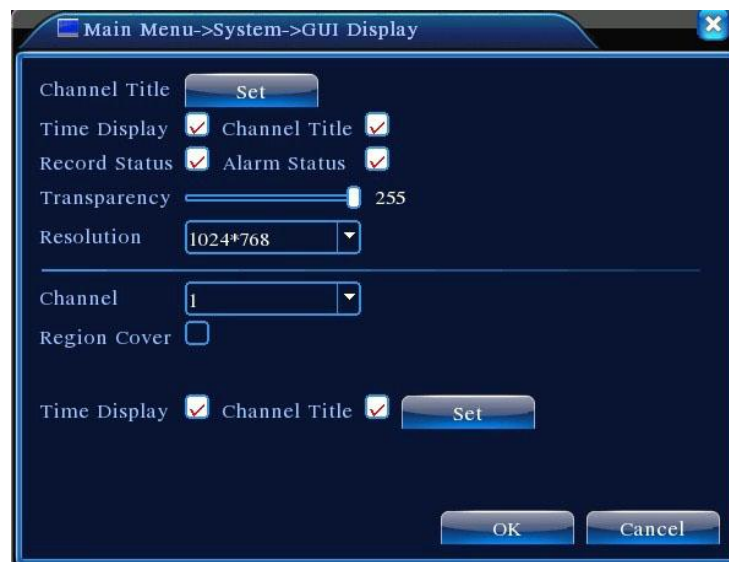 Main Menu->System->GUI Display
Channel Title Set
Time Display Channel Title
Record Status Alarm Status
Transparency 255
Resolution 1024*768
Channel 1
Region Cover
Time Display Channel Title Set
OK Cancel